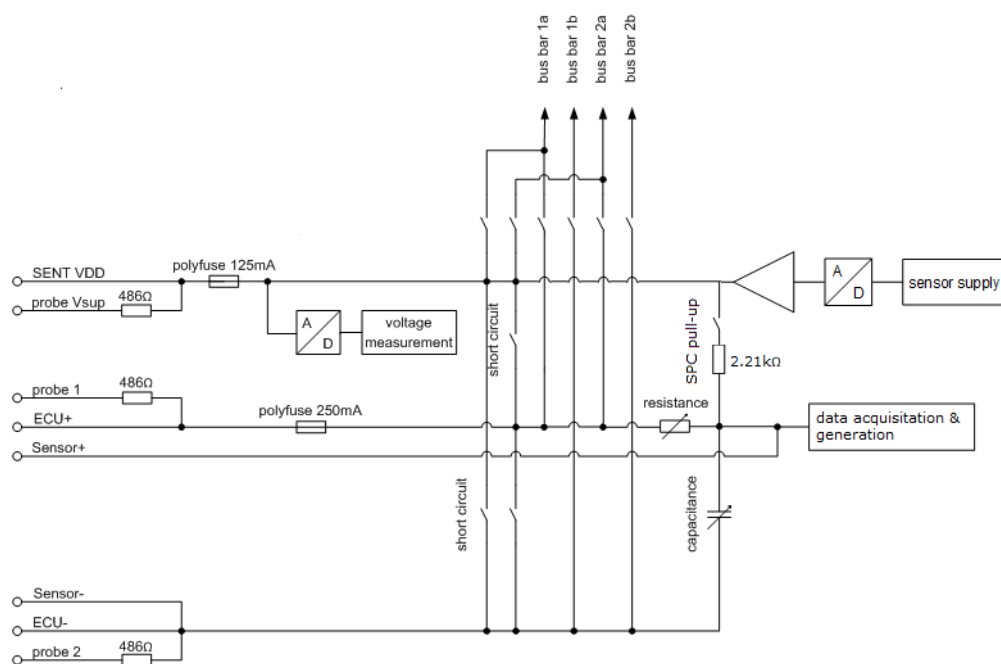 bus bar 1a
bus bar 1b
bus bar 2a
bus bar 2b
SENT VDD
polyfuse 125mA
probe Vsup
486Ω
A
D
voltage
measurement
short circuit
SPC pull-up
2.21kΩ
A
D
sensor supply
probe 1
486Ω
ECU+
polyfuse 250mA
resistance
data acquisitation &
generation
Sensor+
short circuit
capacitance
Sensor-
ECU-
probe 2
486Ω